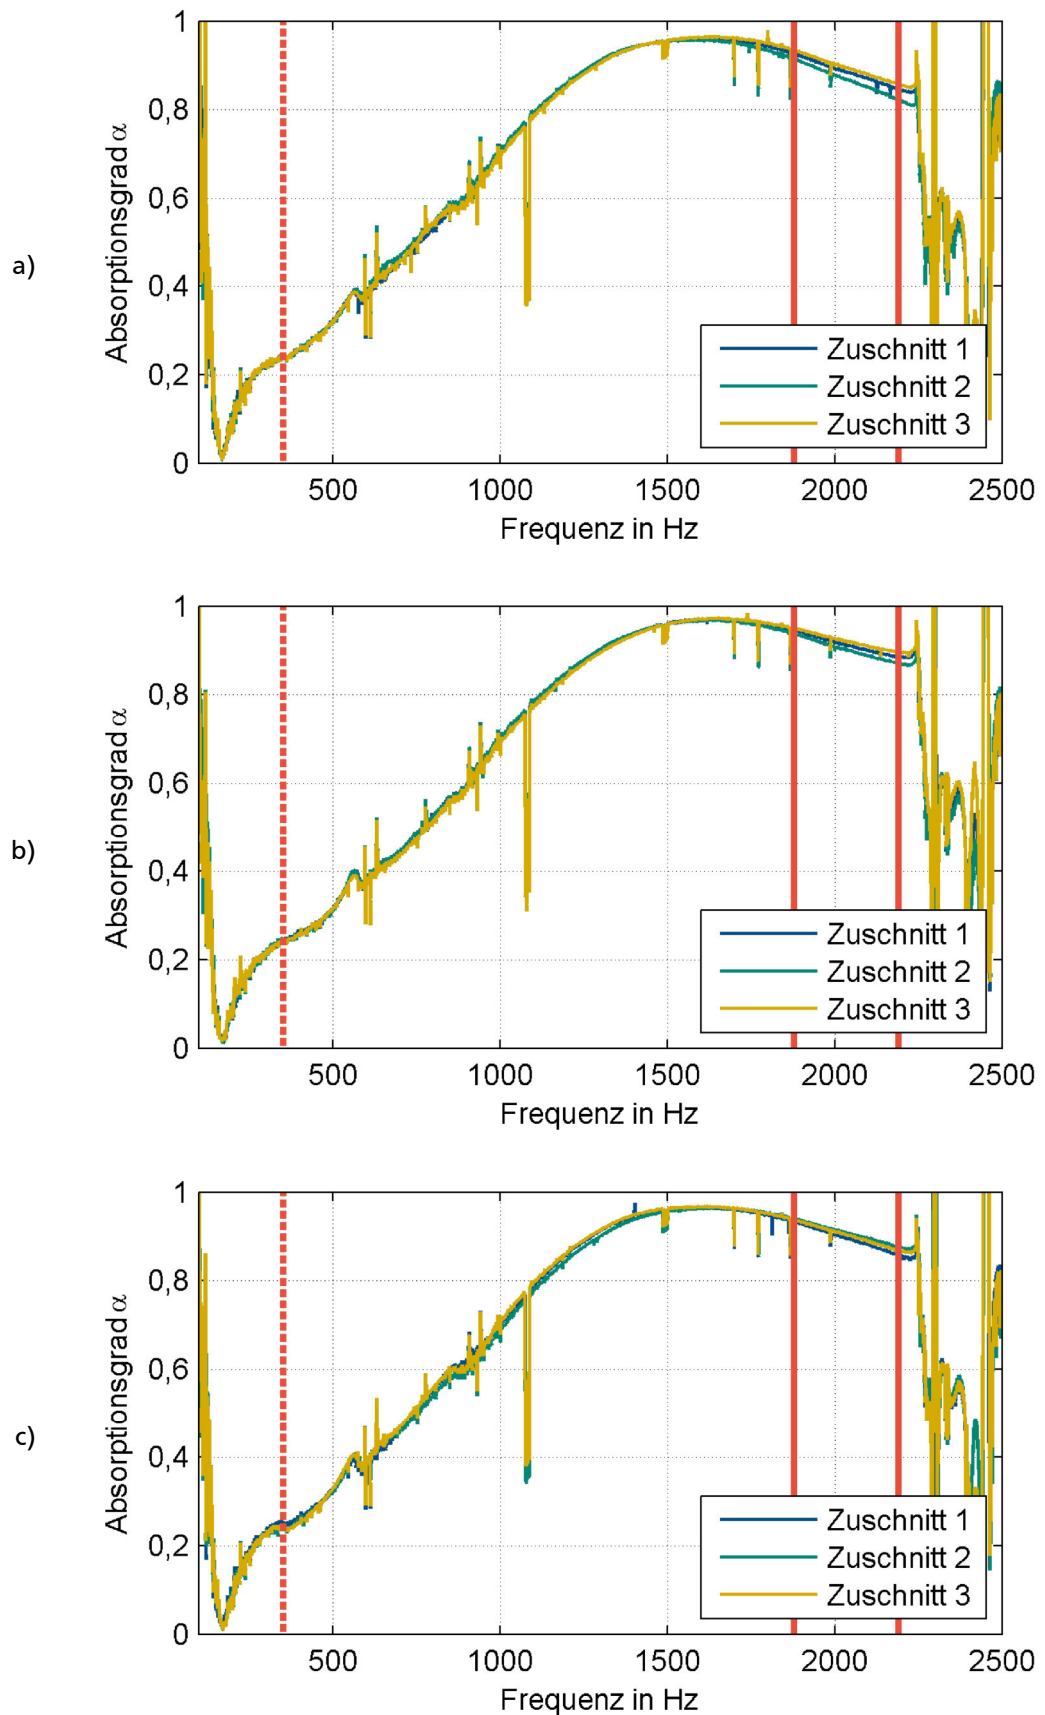 a)
Absorptionsgrad α
1
0,8
0,6
0,4
0,2
0
Zuschnitt 1
Zuschnitt 2
Zuschnitt 3
500
1000
1500
2000
2500
Frequenz in Hz
b)
Absorptionsgrad α
1
0,8
0,6
0,4
0,2
0
Zuschnitt 1
Zuschnitt 2
Zuschnitt 3
500
1000
1500
2000
2500
Frequenz in Hz
c)
Absorptionsgrad α
1
0,8
0,6
0,4
0,2
0
Zuschnitt 1
Zuschnitt 2
Zuschnitt 3
500
1000
1500
2000
2500
Frequenz in Hz